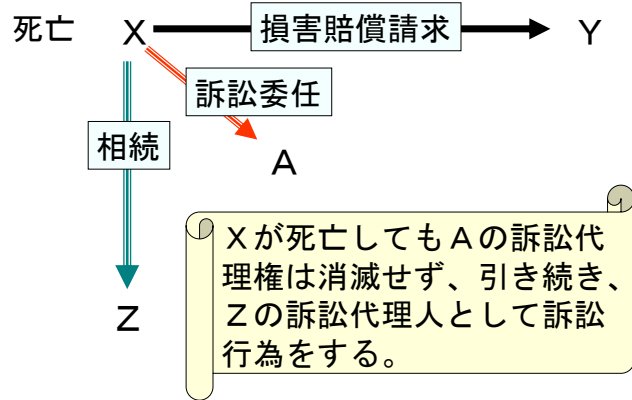 死亡 Ｘ 損害賠償請求 Ｙ
訴訟委任
相続
Ａ
Ｘが死亡してもＡの訴訟代
理権は消滅せず、引き続き、
Ｚの訴訟代理人として訴訟
行為をする。
Ｚ